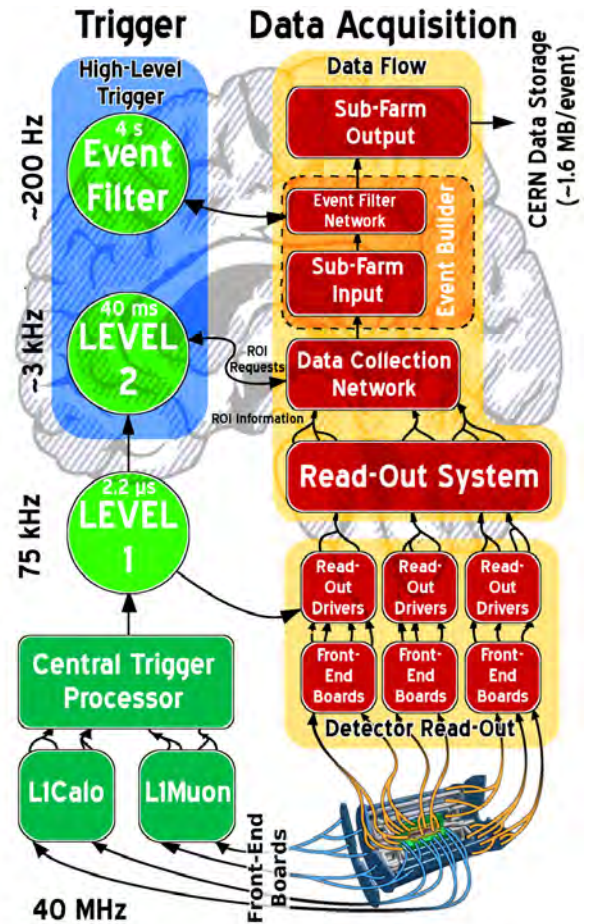 Trigger
Data Acquisition
High-Level
Trigger
4 s
Event
Filter
40 ms
LEVEL
2
2.2 µs
LEVEL
1
Central Trigger
Processor
L1Calo
L1Muon
~200 Hz
~3 kHz
75 kHz
40 MHz
Data Flow
Sub-Farm
Output
CERN Data Storage
(~1.6 MB/event)
Event Filter
Network
Sub-Farm
Input
Event Builder
ROI
Requests
Data Collection
Network
ROI Information
Read-Out System
Read-
Out
Drivers
Read-
Out
Drivers
Read-
Out
Drivers
Front-
End
Boards
Front-
End
Boards
Front-
End
Boards
Detector Read-Out
Front-End
Boards